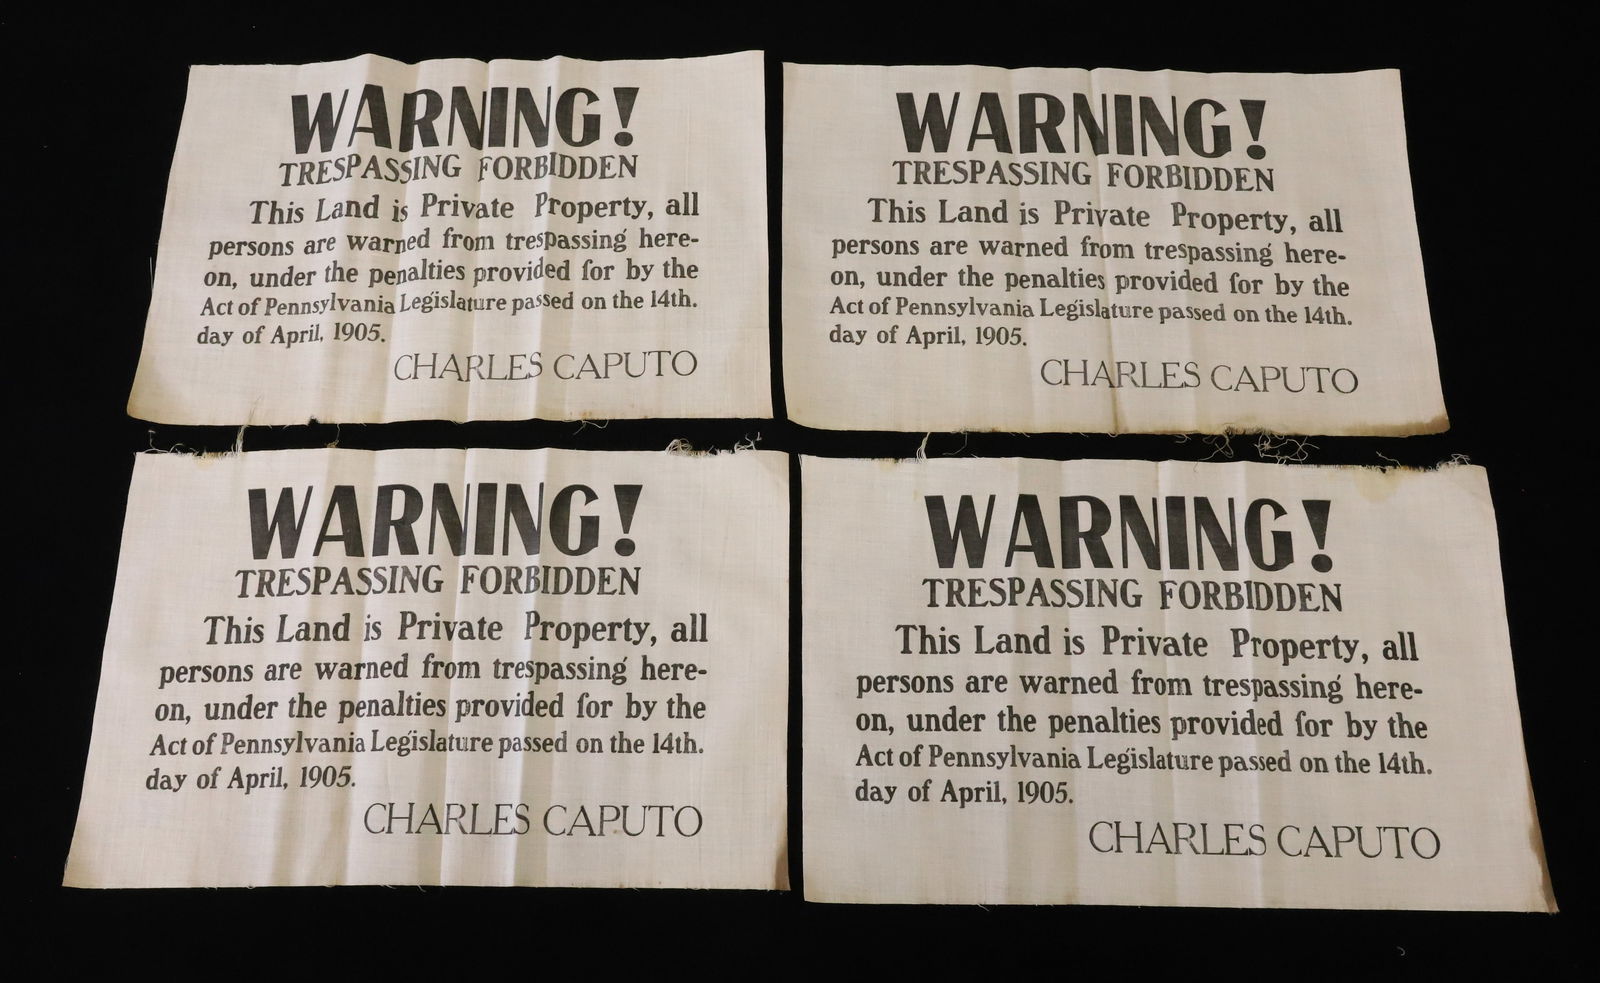 WARNING!
TRESPASSING FORBIDDEN
This Land is Private Property, all
persons are warned from trespassing here-
on, under the penalties provided for by the
Act of Pennsylvania Legislature passed on the 14th.
day of April, 1905.
CHARLES CAPUTO
WARNING!
TRESPASSING FORBIDDEN
This Land is Private Property, all
persons are warned from trespassing here-
on, under the penalties provided for by the
Act of Pennsylvania Legislature passed on the 14th.
day of April, 1905.
CHARLES CAPUTO
WARNING!
TRESPASSING FORBIDDEN
This Land is Private Property, all
persons are warned from trespassing here-
on, under the penalties provided for by the
Act of Pennsylvania Legislature passed on the 14th.
day of April, 1905.
CHARLES CAPUTO
WARNING!
TRESPASSING FORBIDDEN
This Land is Private Property, all
persons are warned from trespassing here-
on, under the penalties provided for by the
Act of Pennsylvania Legislature passed on the 14th.
day of April, 1905.
CHARLES CAPUTO